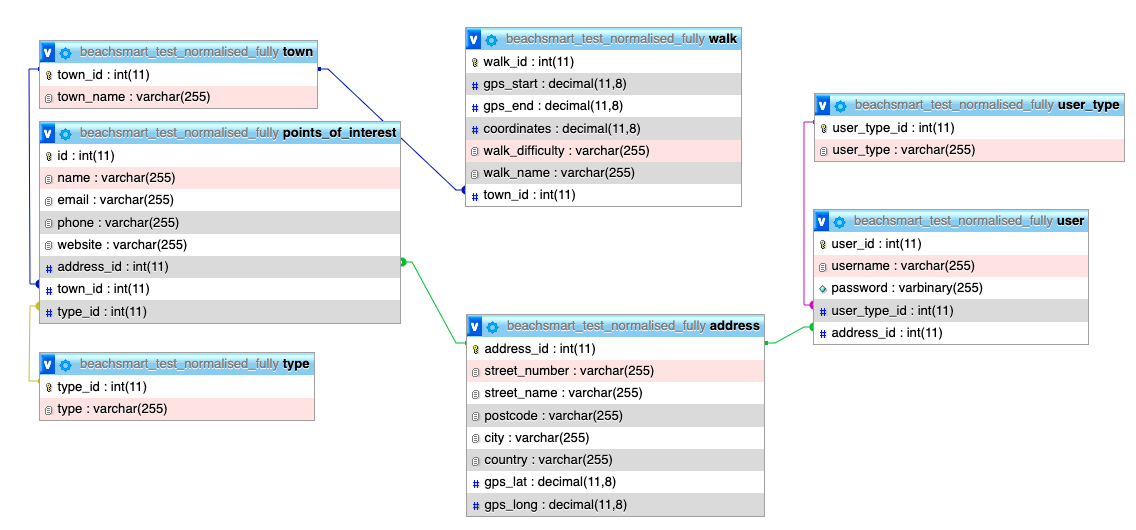 beachsmart_test_normalised_fully town
town_id : int(11)
town_name : varchar(255)
beachsmart_test_normalised_fully points_of_interest
id : int(11)
name : varchar(255)
email : varchar(255)
phone : varchar(255)
website : varchar(255)
address_id : int(11)
town_id : int(11)
type_id : int(11)
beachsmart_test_normalised_fully type
type_id : int(11)
type : varchar(255)
beachsmart_test_normalised_fully walk
walk_id : int(11)
gps_start : decimal(11,8)
gps_end : decimal(11,8)
coordinates : decimal(11,8)
walk_difficulty : varchar(255)
walk_name : varchar(255)
town_id : int(11)
beachsmart_test_normalised_fully address
address_id : int(11)
street_number : varchar(255)
street_name : varchar(255)
postcode : varchar(255)
city : varchar(255)
country : varchar(255)
gps_lat : decimal(11,8)
gps_long : decimal(11,8)
beachsmart_test_normalised_fully user_type
user_type_id : int(11)
user_type : varchar(255)
beachsmart_test_normalised_fully user
user_id : int(11)
username : varchar(255)
password : varbinary(255)
user_type_id : int(11)
address_id : int(11)